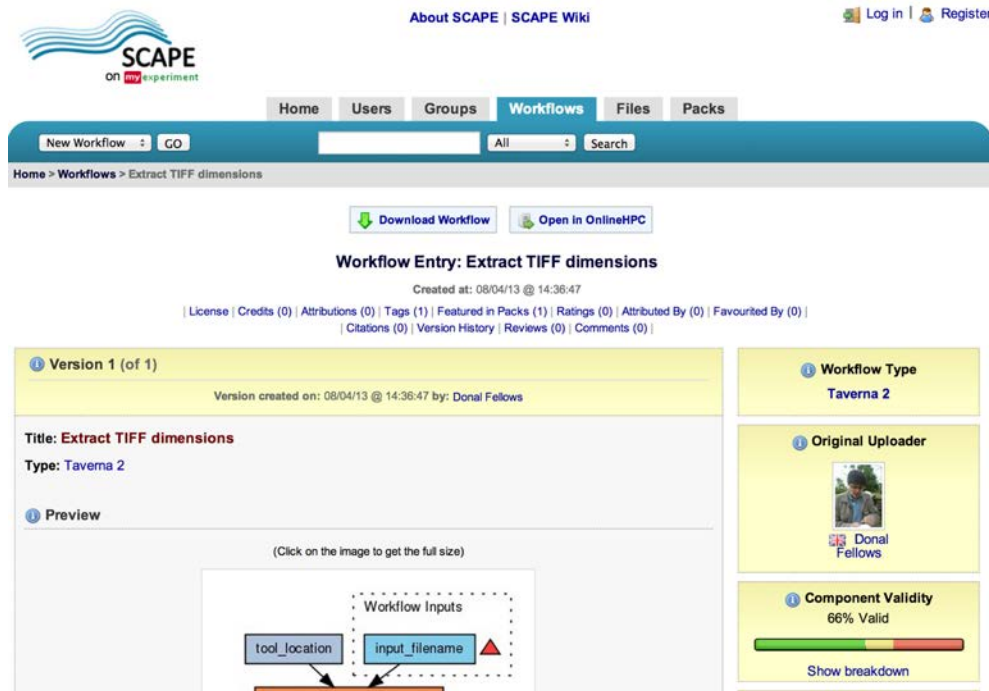 About SCAPE | SCAPE Wiki
Log in | Register
SCAPE
on my experiment
Home Users Groups Workflows Files Packs
New Workflow GO All Search
Home > Workflows > Extract TIFF dimensions
Download Workflow Open in OnlineHPC
Workflow Entry: Extract TIFF dimensions
Created at: 08/04/13 @ 14:36:47
| License | Credits (0) | Attributions (0) | Tags (1) | Featured in Packs (1) | Ratings (0) | Attributed By (0) | Favourited By (0) |
| Citations (0) | Version History | Reviews (0) | Comments (0) |
Version 1 (of 1)
Version created on: 08/04/13 @ 14:36:47 by: Donal Fellows
Title: Extract TIFF dimensions
Type: Taverna 2
Preview
(Click on the image to get the full size)
Workflow Inputs
tool_location input_filename
Workflow Type
Taverna 2
Original Uploader
Donal
Fellows
Component Validity
66% Valid
Show breakdown